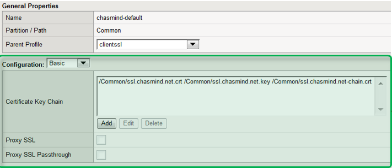 General Properties
Name chasmind-default
Partition / Path Common
Parent Profile clientssl
Configuration: Basic
Certificate Key Chain /Common/ssl.chasmind.net.crt /Common/ssl.chasmind.net.key /Common/ssl.chasmind.net-chain.crt
Add Edit Delete
Proxy SSL
Proxy SSL Passthrough